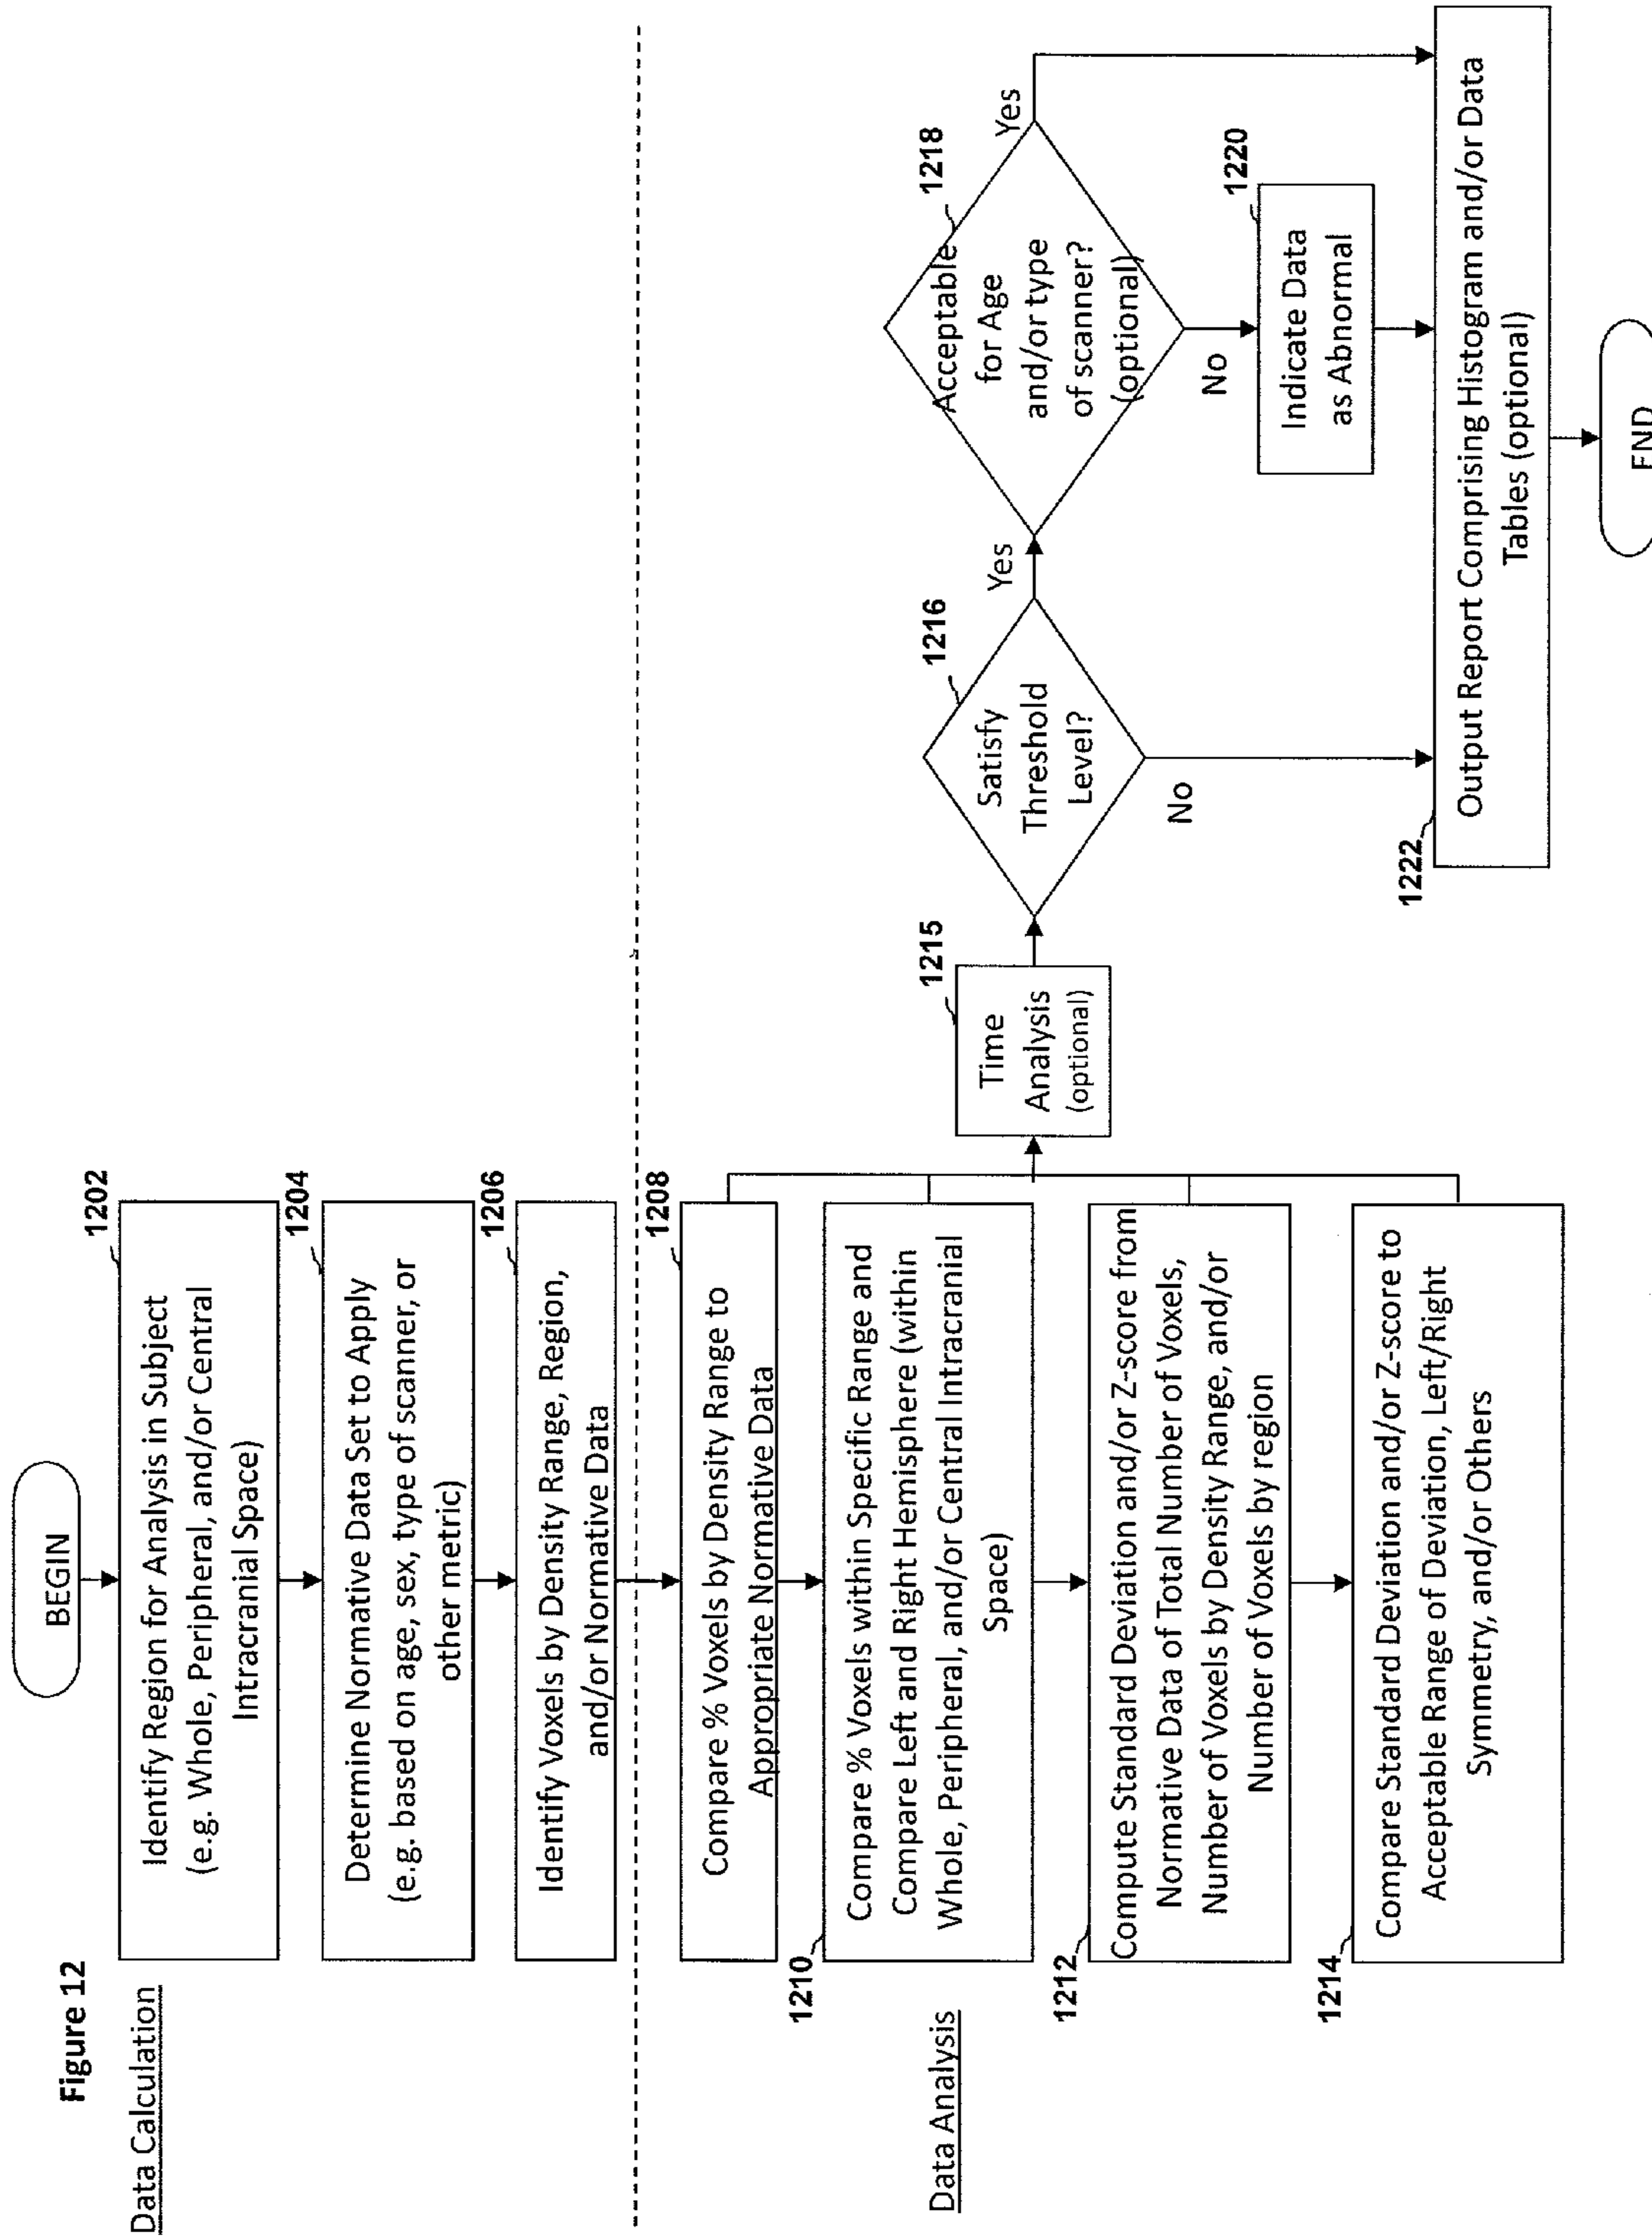 Figure 12
Data Calculation
BEGIN
1202
Identify Region for Analysis in Subject
(e.g. Whole, Peripheral, and/or Central
Intracranial Space)
1204
Determine Normative Data Set to Apply
(e.g. based on age, sex, type of scanner, or
other metric)
1206
Identify Voxels by Density Range, Region,
and/or Normative Data
Data Analysis
1208
Compare % Voxels by Density Range to
Appropriate Normative Data
1210
Compare % Voxels within Specific Range and
Compare Left and Right Hemisphere (within
Whole, Peripheral, and/or Central Intracranial
Space)
1212
Compute Standard Deviation and/or Z-score from
Normative Data of Total Number of Voxels,
Number of Voxels by Density Range, and/or
Number of Voxels by region
1214
Compare Standard Deviation and/or Z-score to
Acceptable Range of Deviation, Left/Right
Symmetry, and/or Others
1215
Time
Analysis
(optional)
1216
Satisfy
Threshold
Level?
Yes
No
1218
Acceptable
for Age
and/or type
of scanner?
(optional)
Yes
No
1220
Indicate Data
as Abnormal
1222
Output Report Comprising Histogram and/or Data
Tables (optional)
END